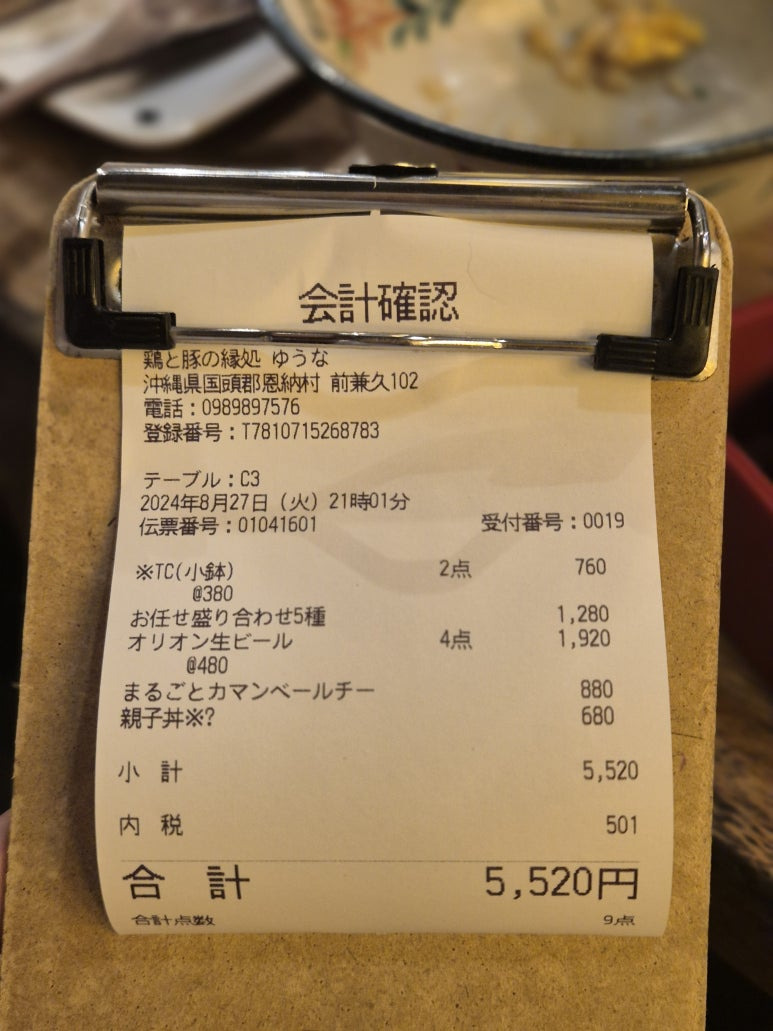 会計確認
鶏と豚の縁処 ゆうな
沖縄県国頭郡恩納村 前兼久102
電話：0989897576
登録番号：T7810715268783
テーブル：C3
2024年8月27日（火）21時01分
伝票番号：01041601 受付番号：0019
※TC(小鉢) 2点 760
@380
お任せ盛り合わせ5種 1,280
オリオン生ビール 4点 1,920
@480
まるごとカマンベールチー 880
親子丼※? 680
小 計 5,520
内 税 501
合 計 5,520円
合計点数 9点